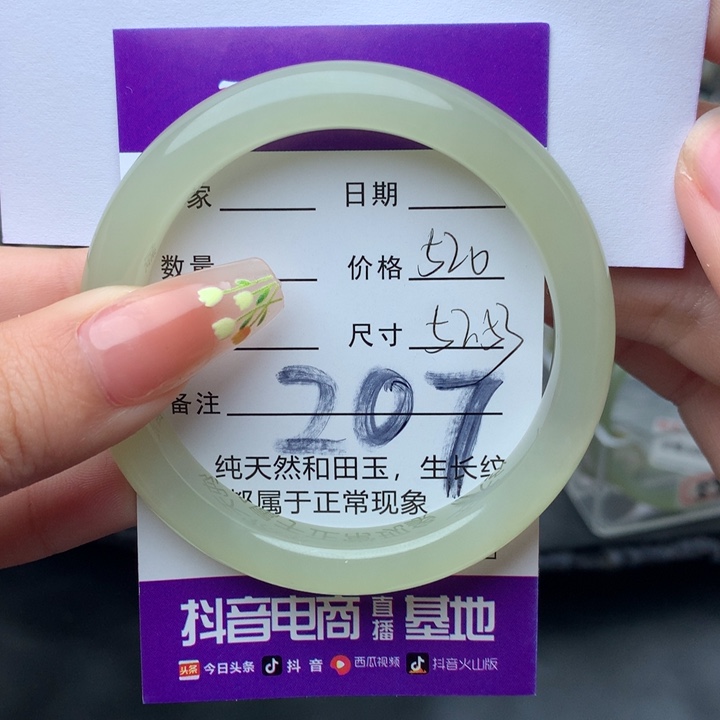 家 日期
数量 价格 520
尺寸
207
备注
纯天然和田玉，生长纹
都属于正常现象
抖音电商 直播 基地
头条 今日头条 抖音 西瓜视频 抖音火山版